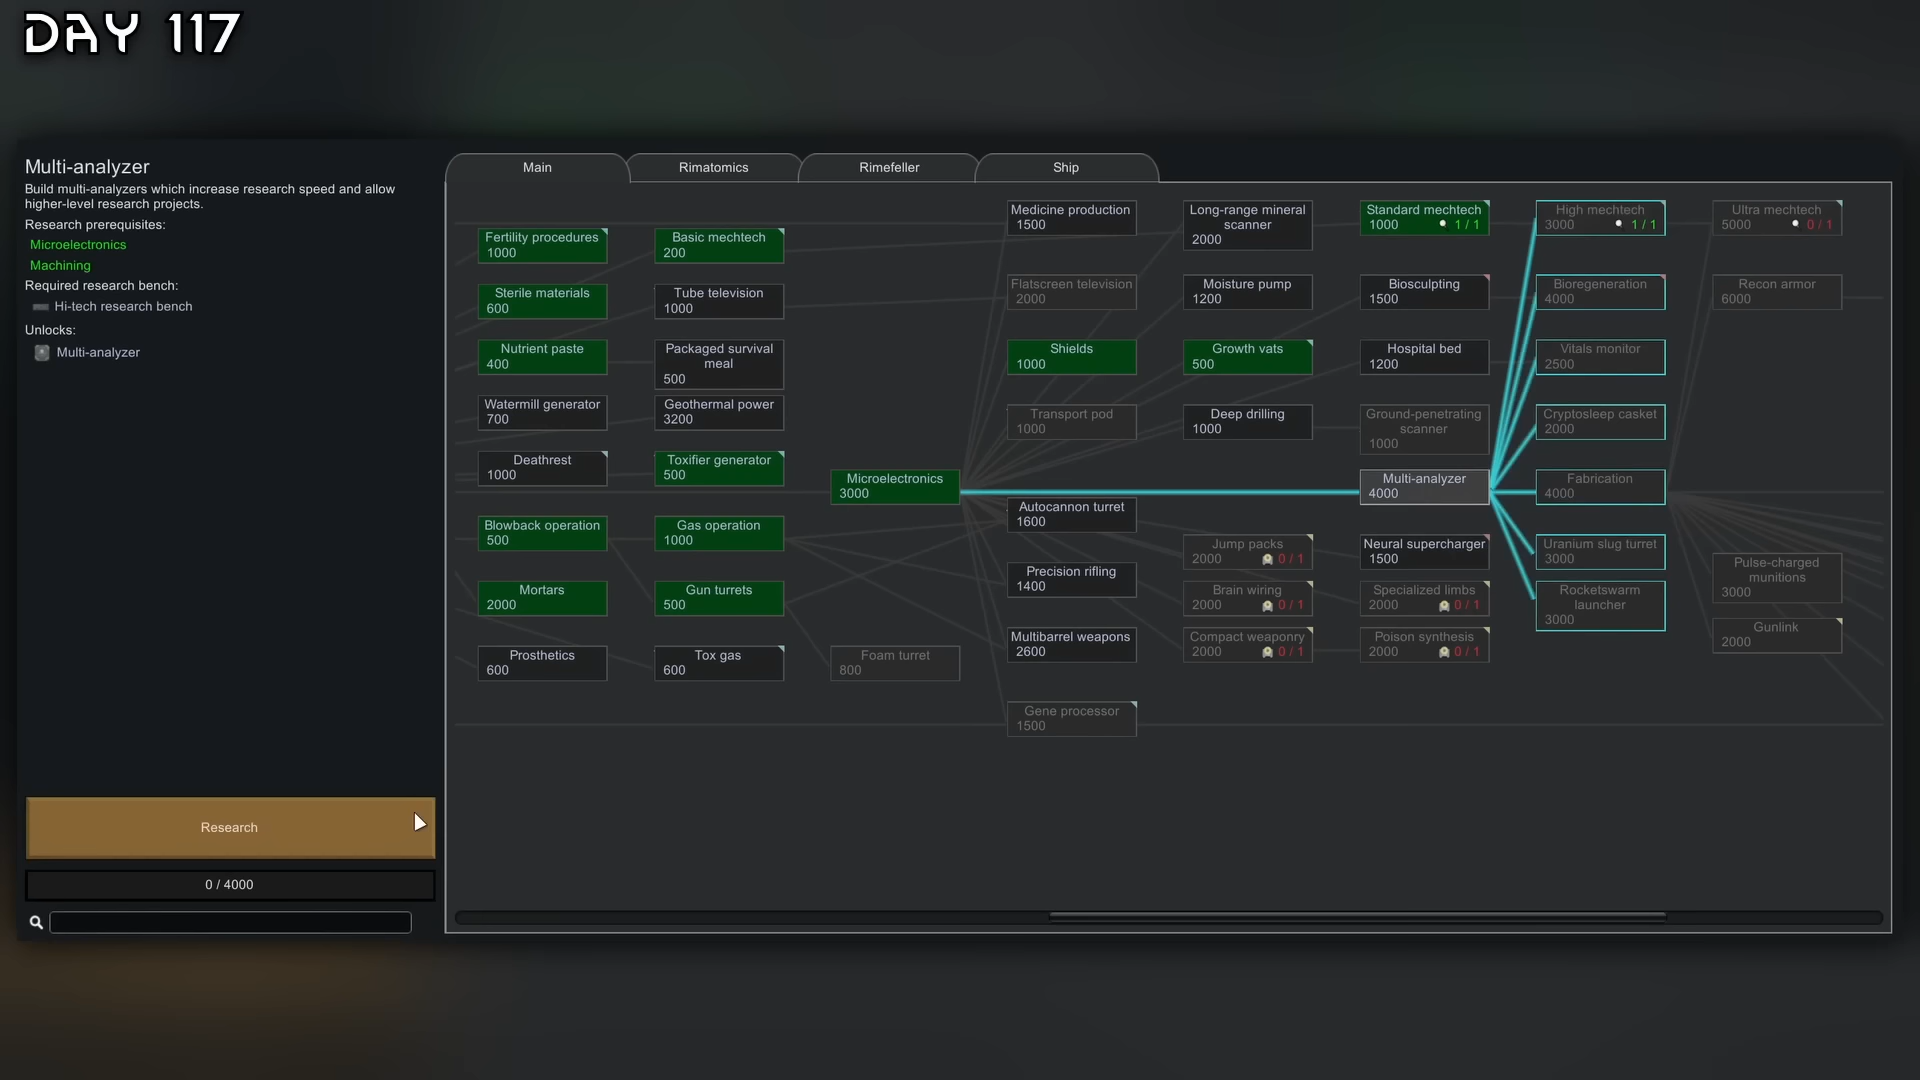 DAY 117
Multi-analyzer
Build multi-analyzers which increase research speed and allow
higher-level research projects.
Research prerequisites:
Microelectronics
Machining
Required research bench:
Hi-tech research bench
Unlocks:
Multi-analyzer
Research
0 / 4000
Main
Rimatomics
Rimefeller
Ship
Fertility procedures
1000
Sterile materials
600
Nutrient paste
400
Watermill generator
700
Deathrest
1000
Blowback operation
500
Mortars
2000
Prosthetics
600
Basic mechtech
200
Tube television
1000
Packaged survival
meal
500
Geothermal power
3200
Toxifier generator
500
Gas operation
1000
Gun turrets
500
Tox gas
600
Microelectronics
3000
Foam turret
800
Medicine production
1500
Flatscreen television
2000
Shields
1000
Transport pod
1000
Autocannon turret
1600
Precision rifling
1400
Multibarrel weapons
2600
Gene processor
1500
Long-range mineral
scanner
2000
Moisture pump
1200
Growth vats
500
Deep drilling
1000
Jump packs
2000 0 / 1
Brain wiring
2000 0 / 1
Compact weaponry
2000 0 / 1
Standard mechtech
1000 1 / 1
Biosculpting
1500
Hospital bed
1200
Ground-penetrating
scanner
1000
Multi-analyzer
4000
Neural supercharger
1500
Specialized limbs
2000 0 / 1
Poison synthesis
2000 0 / 1
High mechtech
3000 1 / 1
Bioregeneration
4000
Vitals monitor
2500
Cryptosleep casket
2000
Fabrication
4000
Uranium slug turret
3000
Rocketswarm
launcher
3000
Ultra mechtech
5000 0 / 1
Recon armor
6000
Pulse-charged
munitions
3000
Gunlink
2000